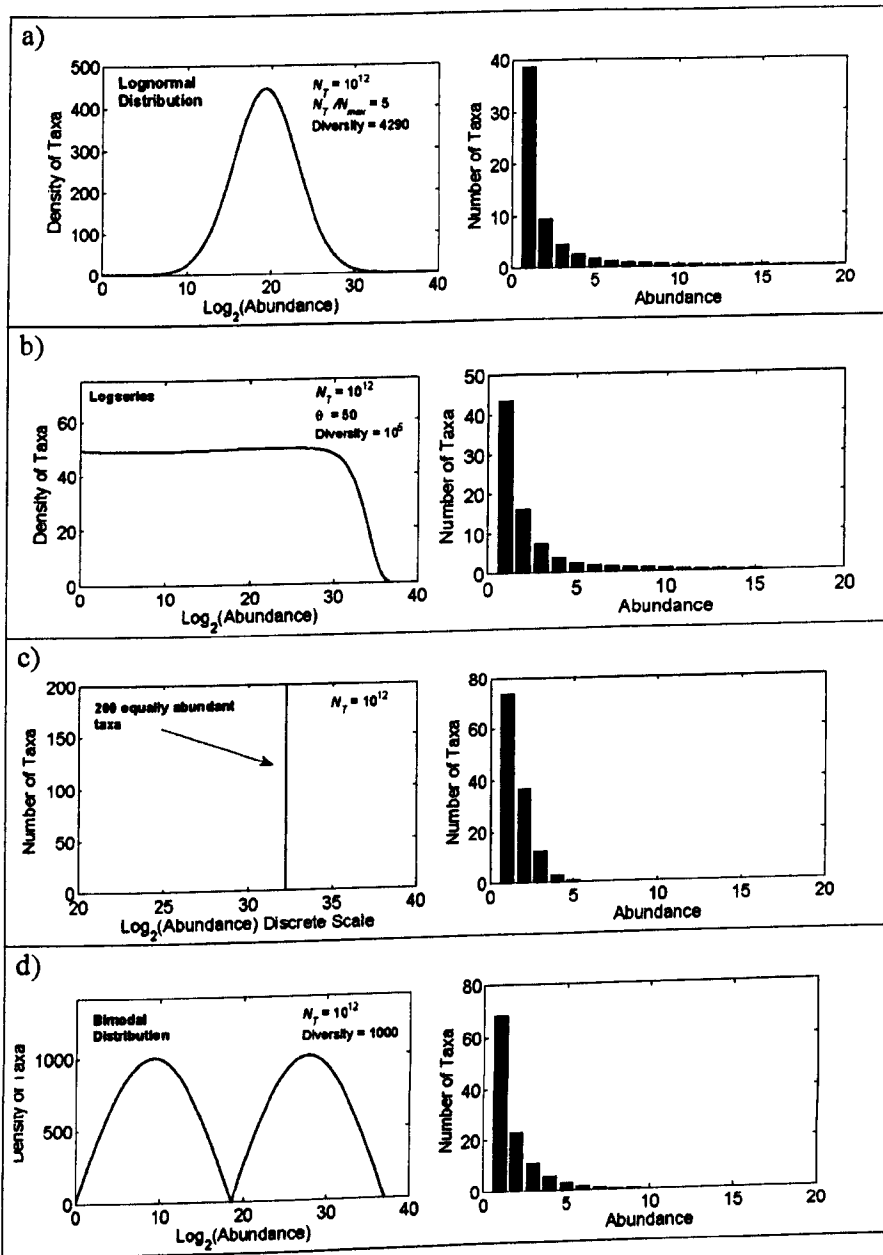 a)
Lognormal
Distribution
N_T = 10^12
N_T /N_max = 5
Diversity = 4290
Density of Taxa
500
400
300
200
100
0
0 10 20 30 40
Log2(Abundance)
Number of Taxa
40
30
20
10
0
0 5 10 15 20
Abundance
b)
Logseries
N_T = 10^12
θ = 50
Density of Taxa
60
40
20
0
0 10 20 30 40
Log2(Abundance)
Number of Taxa
50
40
30
20
10
0
0 5 10 15 20
Abundance
c)
200 equally abundant
taxa
N_T = 10^12
Number of Taxa
200
150
100
50
0
20 25 30 35 40
Log2(Abundance) Discrete Scale
Number of Taxa
80
60
40
20
0
0 5 10 15 20
Abundance
d)
Bimodal
Distribution
N_T = 10^12
Diversity = 1000
Density of Taxa
1000
500
0
0 10 20 30 40
Log2(Abundance)
Number of Taxa
80
60
40
20
0
0 5 10 15 20
Abundance